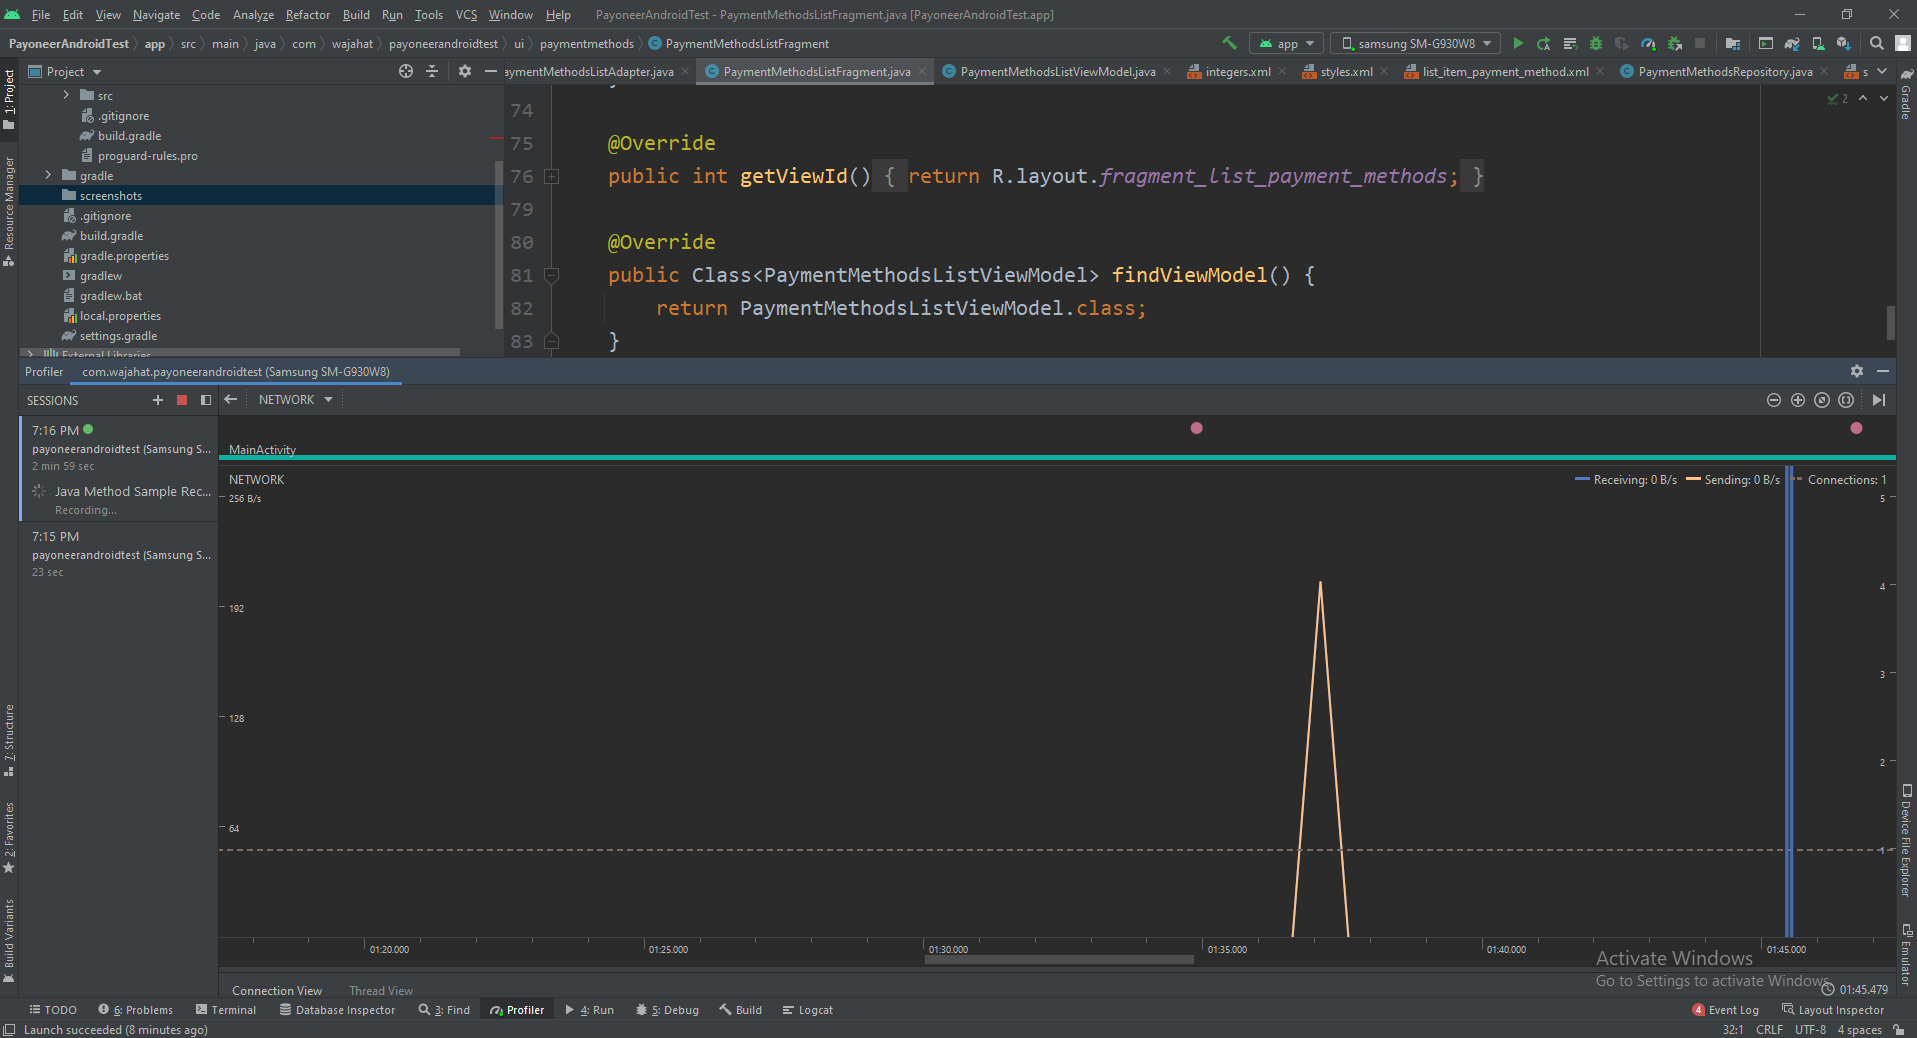 File Edit View Navigate Code Analyze Refactor Build Run Tools VCS Window Help PayoneerAndroidTest - PaymentMethodsListFragment.java [PayoneerAndroidTest.app]
PayoneerAndroidTest app src main java com wajahat payoneerandroidtest ui paymentmethods PaymentMethodsListFragment app samsung SM-G930W8
Project
aymentMethodsListAdapter.java PaymentMethodsListFragment.java PaymentMethodsListViewModel.java integers.xml styles.xml list_item_payment_method.xml PaymentMethodsRepository.java s
1: Project
Resource Manager
7: Structure
2: Favorites
Build Variants
src
.gitignore
build.gradle
proguard-rules.pro
gradle
screenshots
.gitignore
build.gradle
gradle.properties
gradlew
gradlew.bat
local.properties
settings.gradle
External Libraries
2
74
75 @Override
76 public int getViewId() { return R.layout.fragment_list_payment_methods; }
79
80 @Override
81 public Class<PaymentMethodsListViewModel> findViewModel() {
82 return PaymentMethodsListViewModel.class;
83 }
Gradle
Device File Explorer
Emulator
Profiler com.wajahat.payoneerandroidtest (Samsung SM-G930W8)
SESSIONS
NETWORK
7:16 PM
payoneerandroidtest (Samsung S...
2 min 59 sec
Java Method Sample Rec...
Recording...
7:15 PM
payoneerandroidtest (Samsung S...
23 sec
MainActivity
NETWORK
Receiving: 0 B/s Sending: 0 B/s Connections: 1
256 B/s
192
128
64
5
4
3
2
1
01:20.000 01:25.000 01:30.000 01:35.000 01:40.000 01:45.000
Activate Windows
Go to Settings to activate Windows.
01:45.479
Connection View Thread View
TODO 6: Problems Terminal Database Inspector 3: Find Profiler 4: Run 5: Debug Build Logcat 4 Event Log Layout Inspector
Launch succeeded (8 minutes ago) 32:1 CRLF UTF-8 4 spaces